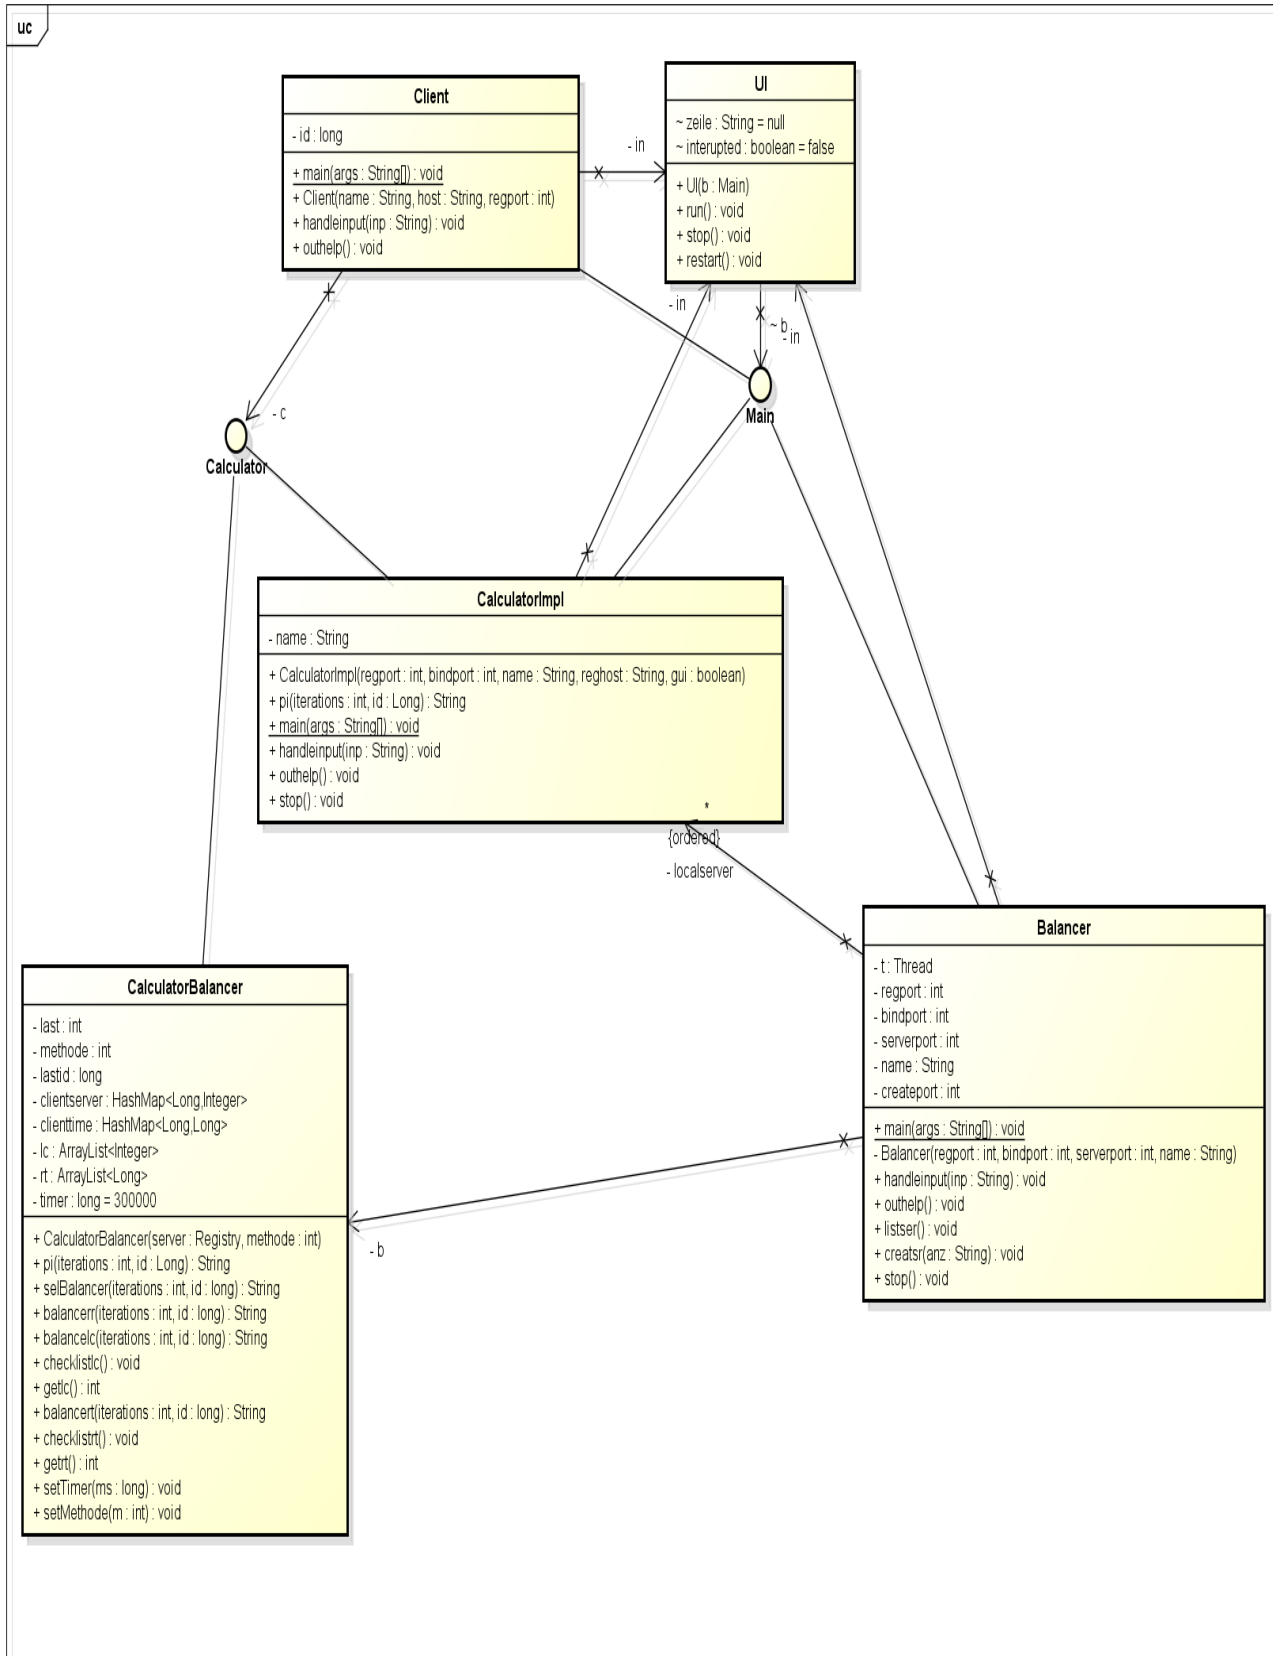 uc
Client
- id : long
+ main(args : String[]) : void
+ Client(name : String, host : String, regport : int)
+ handleinput(inp : String) : void
+ outhelp() : void
- in
UI
~ zeile : String = null
~ interupted : boolean = false
+ UI(b : Main)
+ run() : void
+ stop() : void
+ restart() : void
- in
~ b
- in
Main
- c
Calculator
CalculatorImpl
- name : String
+ CalculatorImpl(regport : int, bindport : int, name : String, reghost : String, gui : boolean)
+ pi(iterations : int, id : Long) : String
+ main(args : String[]) : void
+ handleinput(inp : String) : void
+ outhelp() : void
+ stop() : void
*
{ordered}
- localserver
Balancer
- t : Thread
- regport : int
- bindport : int
- serverport : int
- name : String
- createport : int
+ main(args : String[]) : void
- Balancer(regport : int, bindport : int, serverport : int, name : String)
+ handleinput(inp : String) : void
+ outhelp() : void
+ listser() : void
+ creatsr(anz : String) : void
+ stop() : void
CalculatorBalancer
- last : int
- methode : int
- lastid : long
- clientserver : HashMap<Long,Integer>
- clienttime : HashMap<Long,Long>
- lc : ArrayList<Integer>
- rt : ArrayList<Long>
- timer : long = 300000
+ CalculatorBalancer(server : Registry, methode : int)
+ pi(iterations : int, id : Long) : String
+ selBalancer(iterations : int, id : long) : String
+ balancerr(iterations : int, id : long) : String
+ balancelc(iterations : int, id : long) : String
+ checklistlc() : void
+ getlc() : int
+ balancert(iterations : int, id : long) : String
+ checklistrt() : void
+ getrt() : int
+ setTimer(ms : long) : void
+ setMethode(m : int) : void
- b